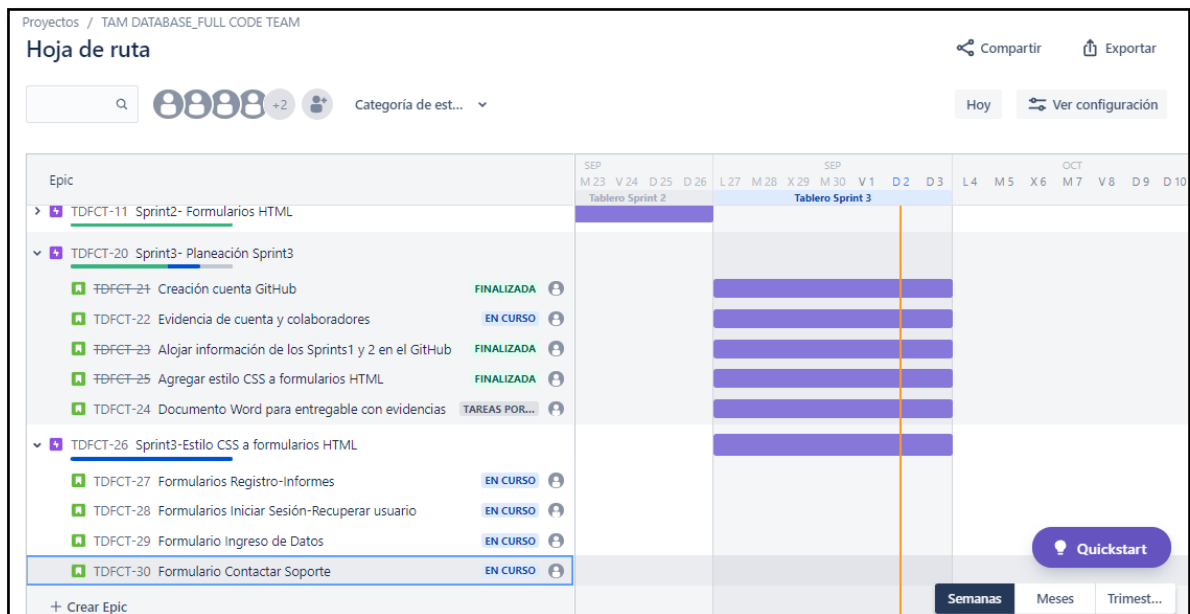 Proyectos / TAM DATABASE_FULL CODE TEAM
Hoja de ruta
Compartir
Exportar
+2
Categoría de est...
Hoy
Ver configuración
Epic
SEP SEP OCT
M 23 V 24 D 25 D 26 L 27 M 28 X 29 M 30 V 1 D 2 D 3 L 4 M 5 X 6 M 7 V 8 D 9 D 10
Tablero Sprint 2 Tablero Sprint 3
TDFCT-11 Sprint2- Formularios HTML
TDFCT-20 Sprint3- Planeación Sprint3
TDFCT-21 Creación cuenta GitHub FINALIZADA
TDFCT-22 Evidencia de cuenta y colaboradores EN CURSO
TDFCT-23 Alojar información de los Sprints1 y 2 en el GitHub FINALIZADA
TDFCT-25 Agregar estilo CSS a formularios HTML FINALIZADA
TDFCT-24 Documento Word para entregable con evidencias TAREAS POR...
TDFCT-26 Sprint3-Estilo CSS a formularios HTML
TDFCT-27 Formularios Registro-Informes EN CURSO
TDFCT-28 Formularios Iniciar Sesión-Recuperar usuario EN CURSO
TDFCT-29 Formulario Ingreso de Datos EN CURSO
TDFCT-30 Formulario Contactar Soporte EN CURSO
Quickstart
+ Crear Epic
Semanas Meses Trimest...